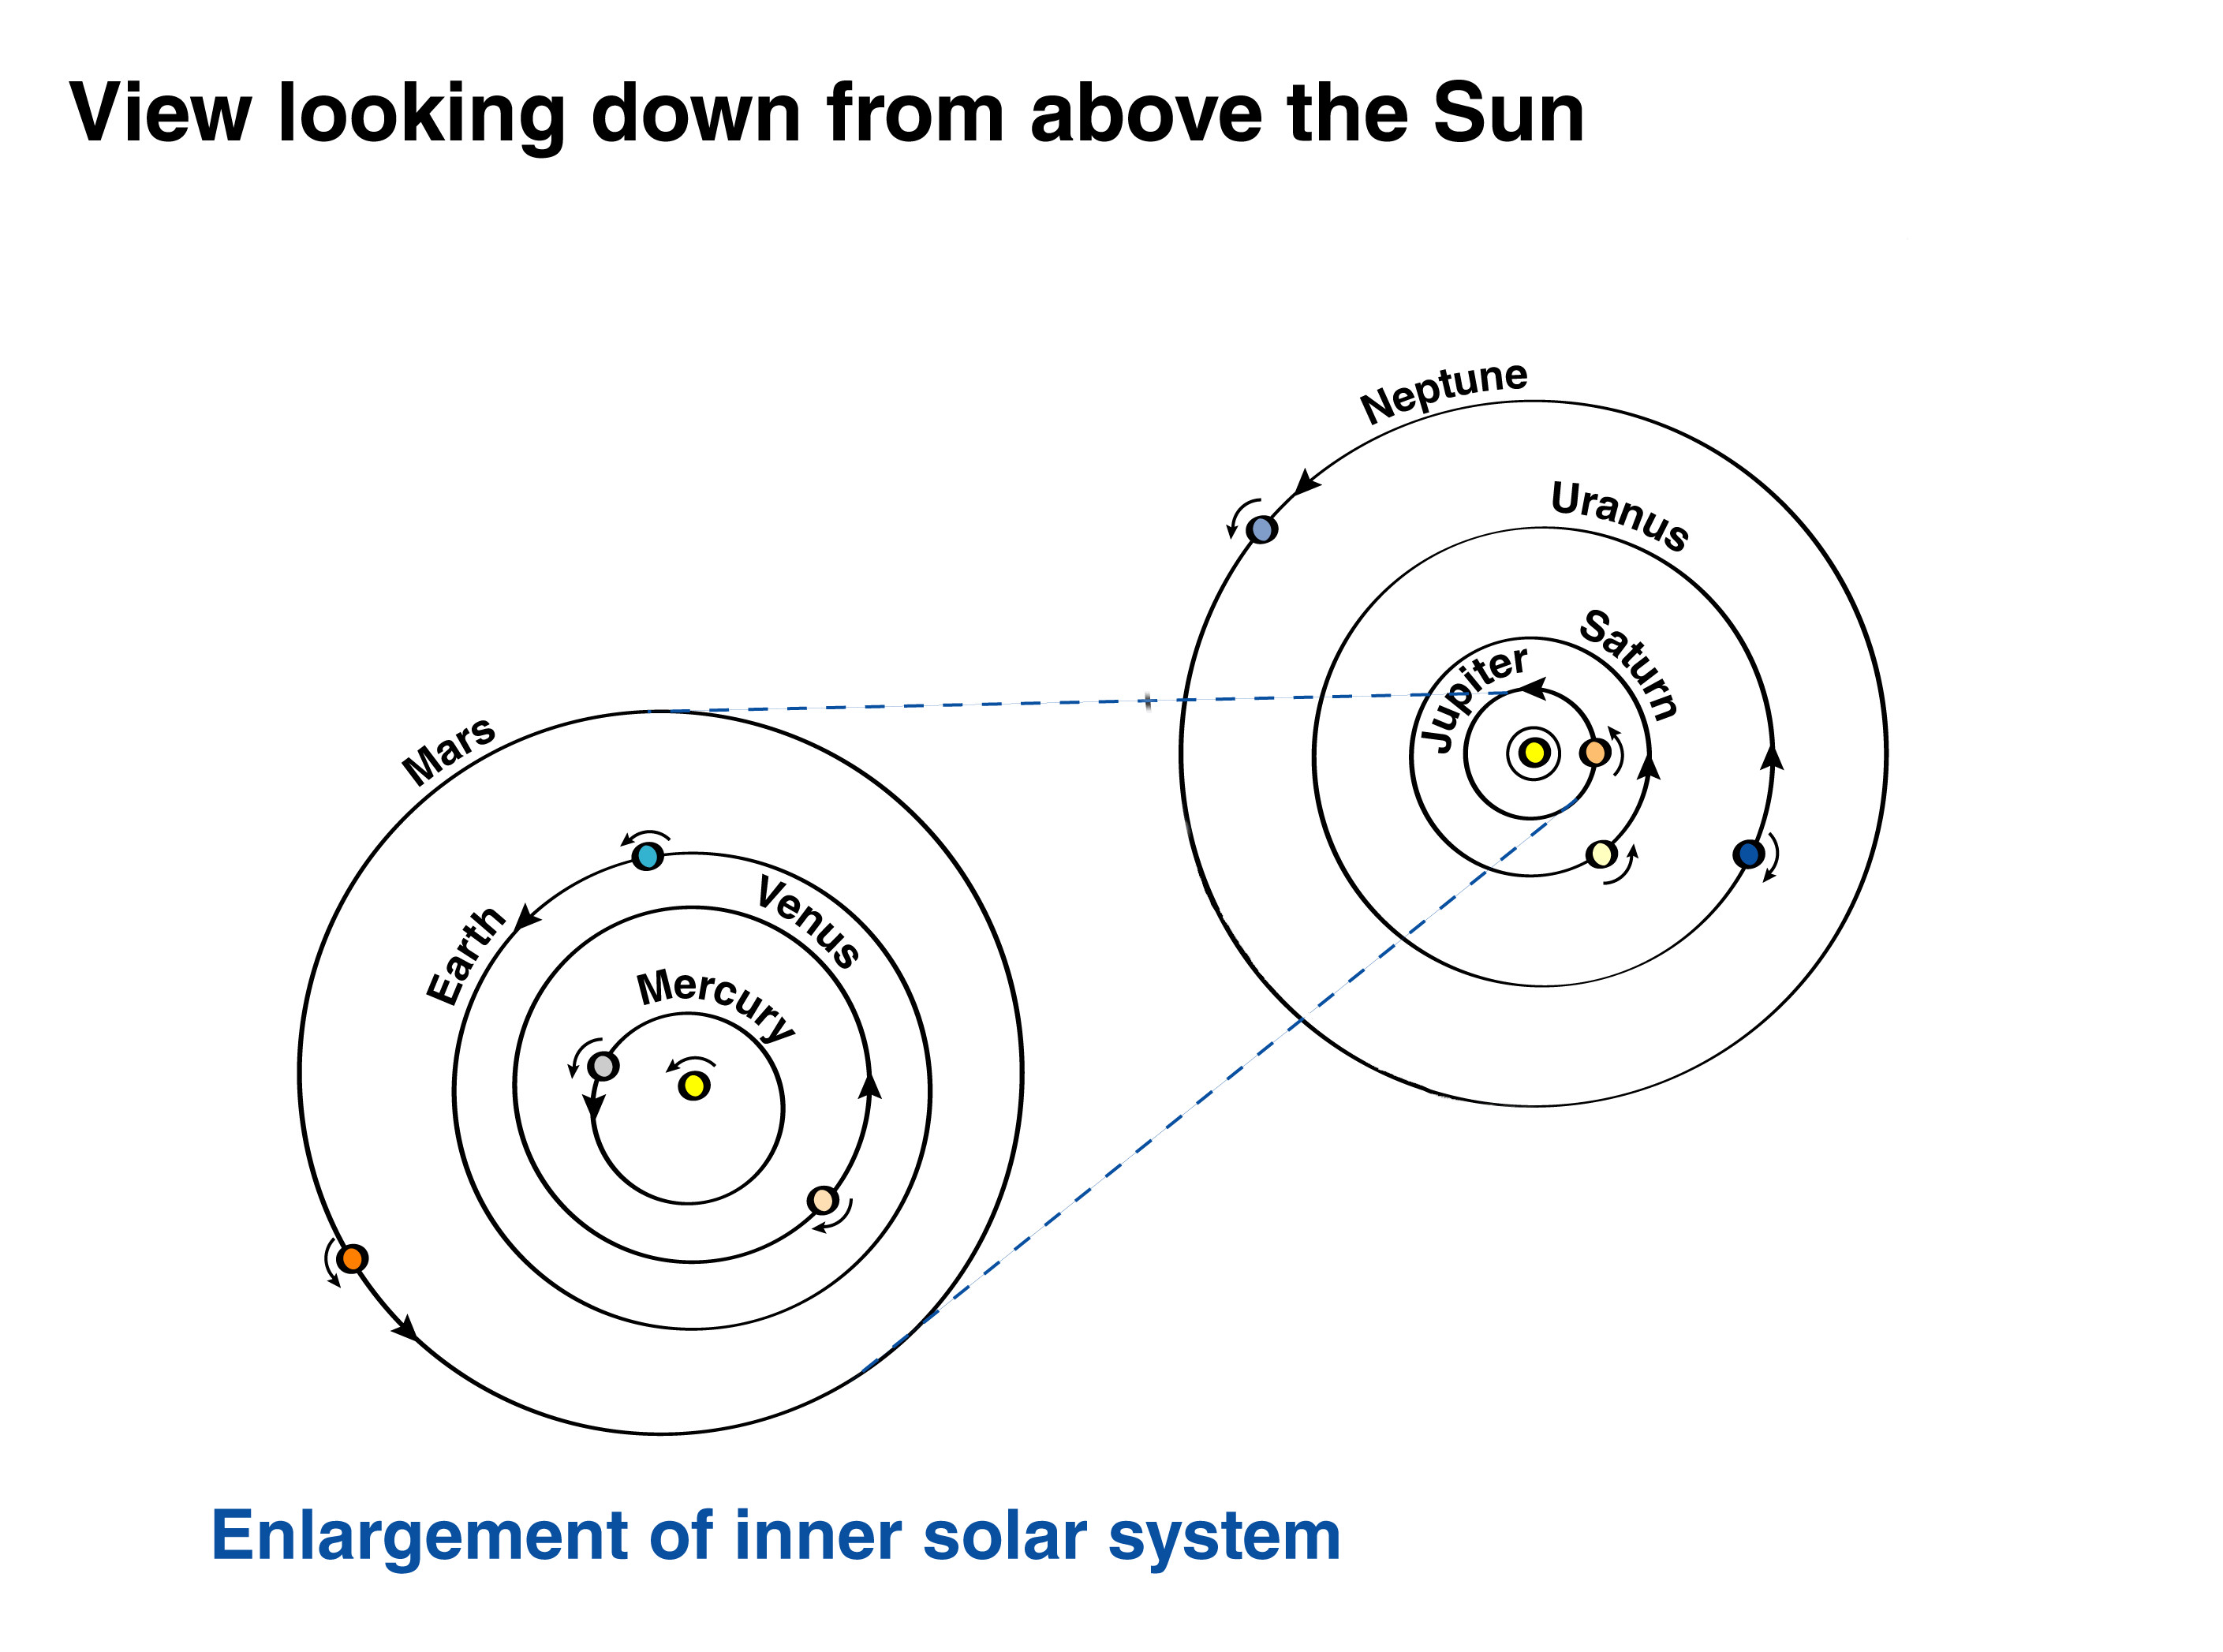 View looking down from above the Sun
Neptune
Uranus
Saturn
Jupiter
Mars
Earth
Venus
Mercury
Enlargement of inner solar system